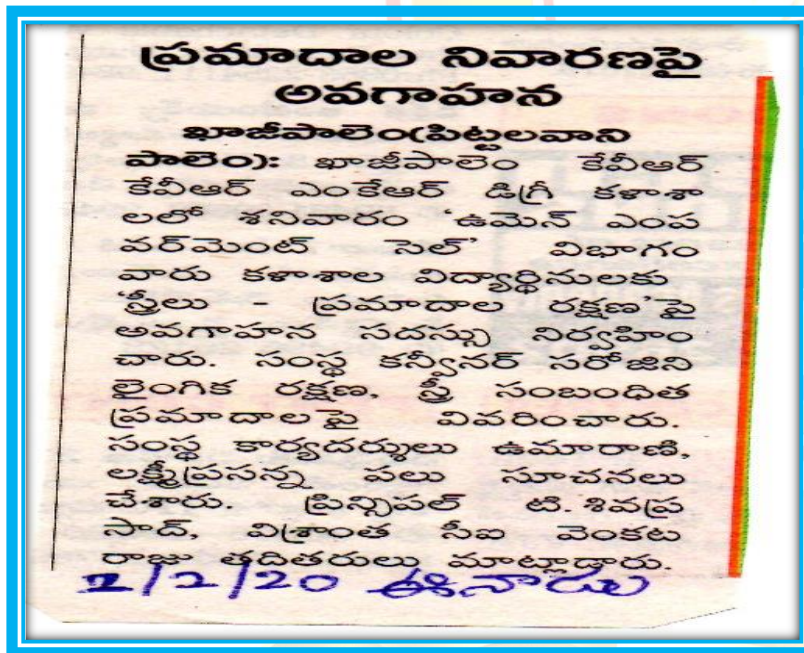 ప్రమాదాల నివారణపై
అవగాహన
ఖాజీపాలెం(పిట్టలవాని
పాలెం): ఖాజీపాలెం కేవీఆర్
కేవీఆర్ ఎంకేఆర్ డిగ్రీ కళాశా
లలో శనివారం ‘ఉమెన్ ఎంప
వర్‌మెంట్ సెల్’ విభాగం
వారు కళాశాల విద్యార్థినులకు
‘స్త్రీలు - ప్రమాదాల రక్షణ’పై
అవగాహన సదస్సు నిర్వహిం
చారు. సంస్థ కన్వీనర్ సరోజిని
లైంగిక రక్షణ, స్త్రీ సంబంధిత
ప్రమాదాలపై వివరించారు.
సంస్థ కార్యదర్శులు ఉమారాణి,
లక్ష్మీప్రసన్న పలు సూచనలు
చేశారు. ప్రిన్సిపల్ టి. శివప్ర
సాద్, విశ్రాంత సీఐ వెంకట
రాజు తదితరులు మాట్లాడారు.
2/2/20 ఈనాడు